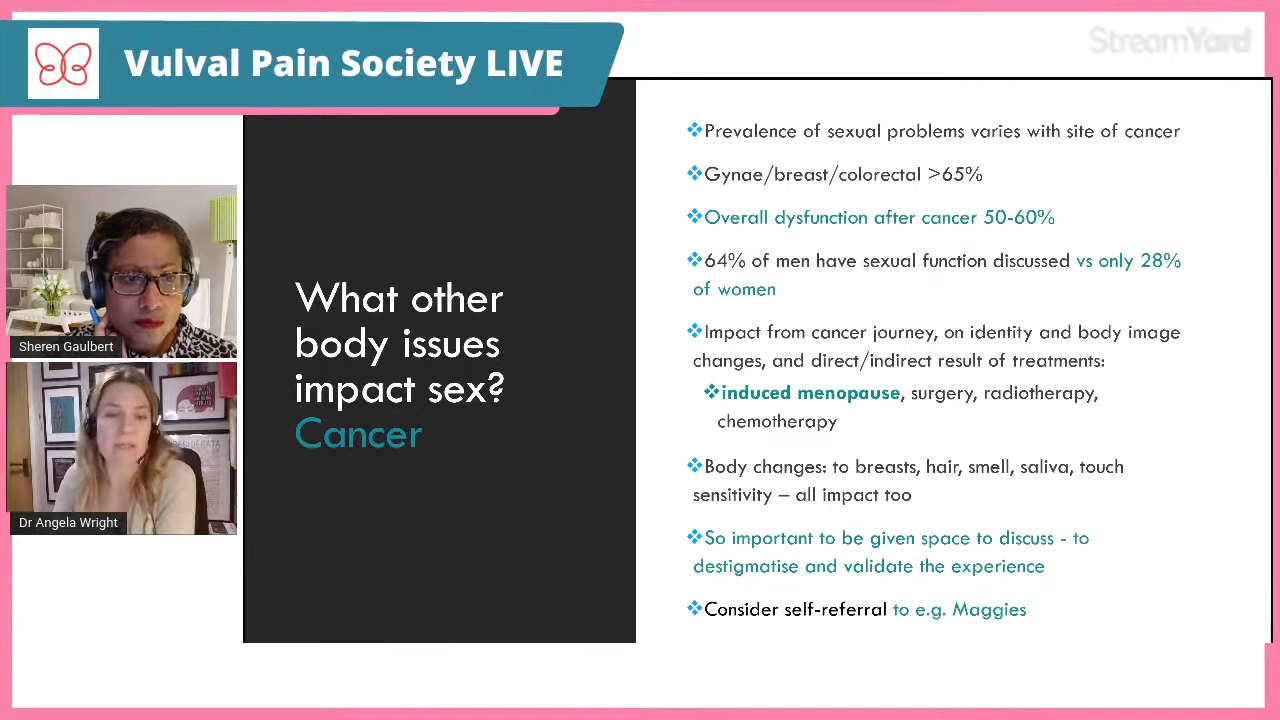 Vulval Pain Society LIVE
StreamYard
Sheren Gaulbert
Dr Angela Wright
What other
body issues
impact sex?
Cancer
❖Prevalence of sexual problems varies with site of cancer
❖Gynae/breast/colorectal >65%
❖Overall dysfunction after cancer 50-60%
❖64% of men have sexual function discussed vs only 28%
of women
❖Impact from cancer journey, on identity and body image
changes, and direct/indirect result of treatments:
❖induced menopause, surgery, radiotherapy,
chemotherapy
❖Body changes: to breasts, hair, smell, saliva, touch
sensitivity – all impact too
❖So important to be given space to discuss - to
destigmatise and validate the experience
❖Consider self-referral to e.g. Maggies